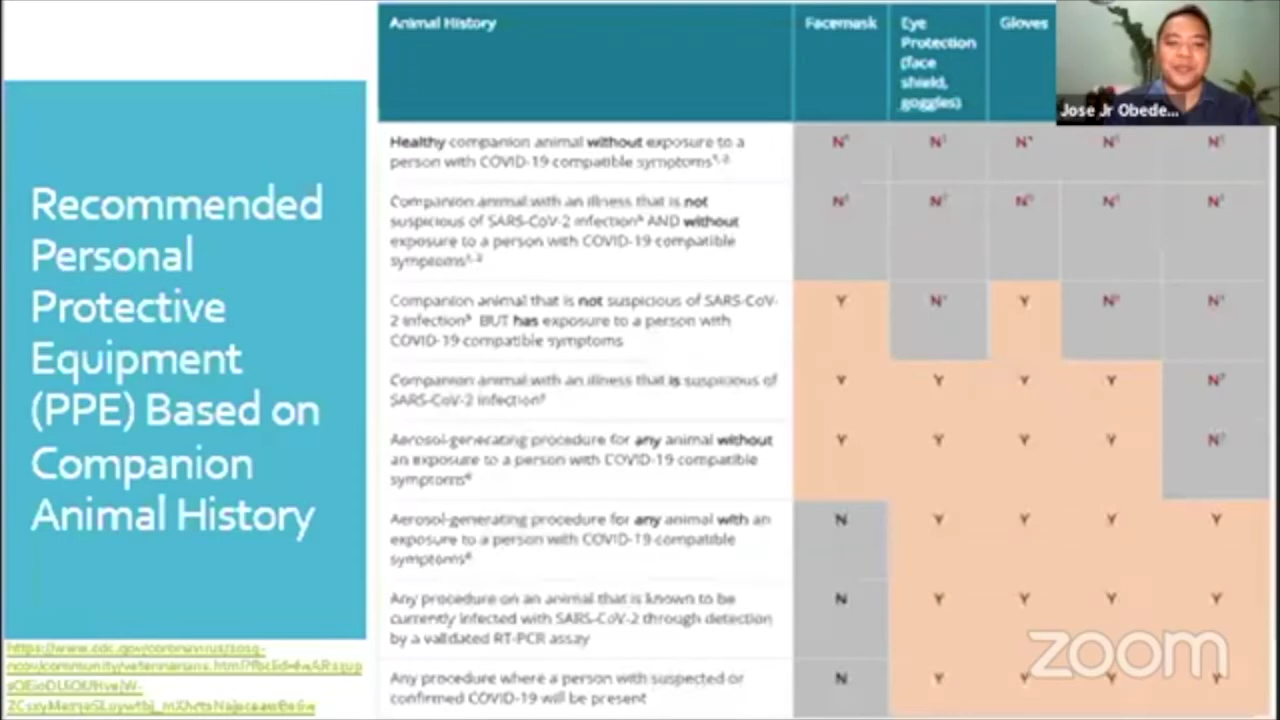 Recommended
Personal
Protective
Equipment
(PPE) Based on
Companion
Animal History
Animal History
Facemask
Eye
Protection
(face
shield,
goggles)
Gloves
Jose Jr Obede...
Healthy companion animal without exposure to a
person with COVID-19 compatible symptoms
N N N N N
Companion animal with an illness that is not
suspicious of SARS-CoV-2 infection AND without
exposure to a person with COVID-19 compatible
symptoms
N N N N N
Companion animal that is not suspicious of SARS-CoV-
2 infection BUT has exposure to a person with
COVID-19 compatible symptoms
Y N Y N N
Companion animal with an illness that is suspicious of
SARS-CoV-2 infection
Y Y Y Y N
Aerosol-generating procedure for any animal without
an exposure to a person with COVID-19 compatible
symptoms
Y Y Y Y N
Aerosol-generating procedure for any animal with an
exposure to a person with COVID-19 compatible
symptoms
N Y Y Y Y
Any procedure on an animal that is known to be
currently infected with SARS-CoV-2 through detection
by a validated RT-PCR assay
N Y Y Y Y
Any procedure where a person with suspected or
confirmed COVID-19 will be present
N Y Y Y Y
zoom